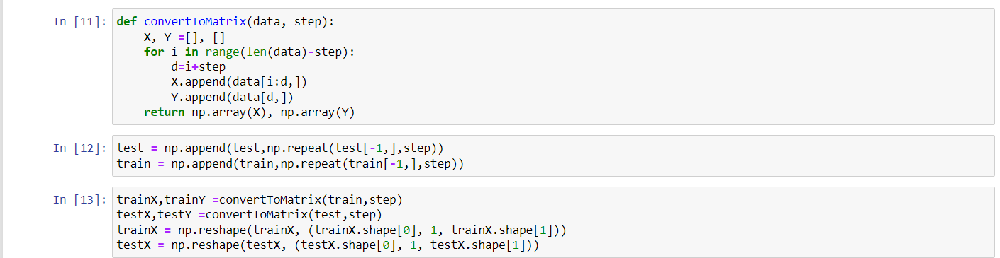 In [11]: def convertToMatrix(data, step):
    X, Y =[], []
    for i in range(len(data)-step):
        d=i+step
        X.append(data[i:d,])
        Y.append(data[d,])
    return np.array(X), np.array(Y)
In [12]: test = np.append(test,np.repeat(test[-1,],step))
train = np.append(train,np.repeat(train[-1,],step))
In [13]: trainX,trainY =convertToMatrix(train,step)
testX,testY =convertToMatrix(test,step)
trainX = np.reshape(trainX, (trainX.shape[0], 1, trainX.shape[1]))
testX = np.reshape(testX, (testX.shape[0], 1, testX.shape[1]))